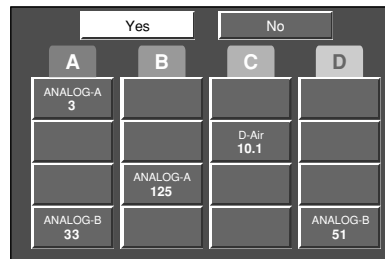 Yes No
A B C D
ANALOG-A
3
D-Air
10.1
ANALOG-A
125
ANALOG-B ANALOG-B
33 51